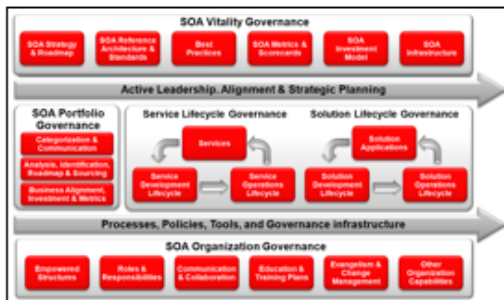 SOA Vitality Governance
SOA Strategy & Roadmap
SOA Reference Architecture & Standards
Best Practices
SOA Metrics & Scorecards
SOA Investment Model
SOA Infrastructure
Active Leadership. Alignment & Strategic Planning
SOA Portfolio
Governance
Categorization &
Communication
Analysis, Identification,
Roadmap & Sourcing
Business Alignment,
Investment & Metrics
Service Lifecycle Governance
Services
Service
Development
Lifecycle
Service
Operations
Lifecycle
Solution Lifecycle Governance
Solution
Applications
Solution
Development
Lifecycle
Solution
Operations
Lifecycle
Processes, Policies, Tools, and Governance infrastructure
SOA Organization Governance
Empowered
Structures
Roles &
Responsibilities
Communication
& Collaboration
Education &
Training Plans
Evangelism &
Change
Management
Other
Organization
Capabilities